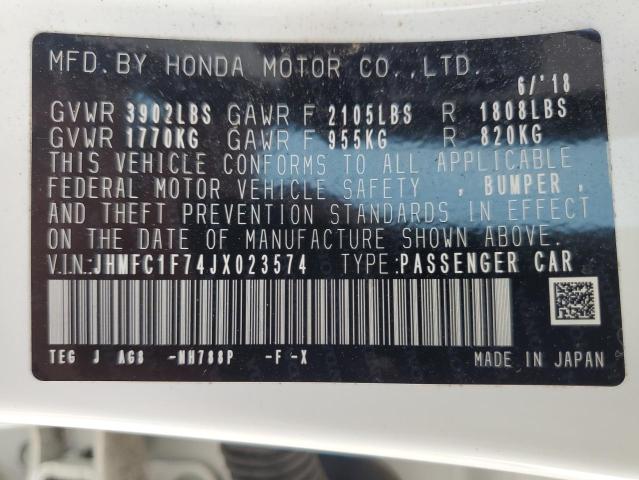 MFD. BY HONDA MOTOR CO., LTD. 6/'18
GVWR 3902LBS GAWR F 2105LBS R 1808LBS
GVWR 1770KG GAWR F 955KG R 820KG
THIS VEHICLE CONFORMS TO ALL APPLICABLE
FEDERAL MOTOR VEHICLE SAFETY , BUMPER ,
AND THEFT PREVENTION STANDARDS IN EFFECT
ON THE DATE OF MANUFACTURE SHOWN ABOVE.
V.I.N.:JHMFC1F74JX023574 TYPE:PASSENGER CAR
TEG J AG8 -NH788P -F -X MADE IN JAPAN